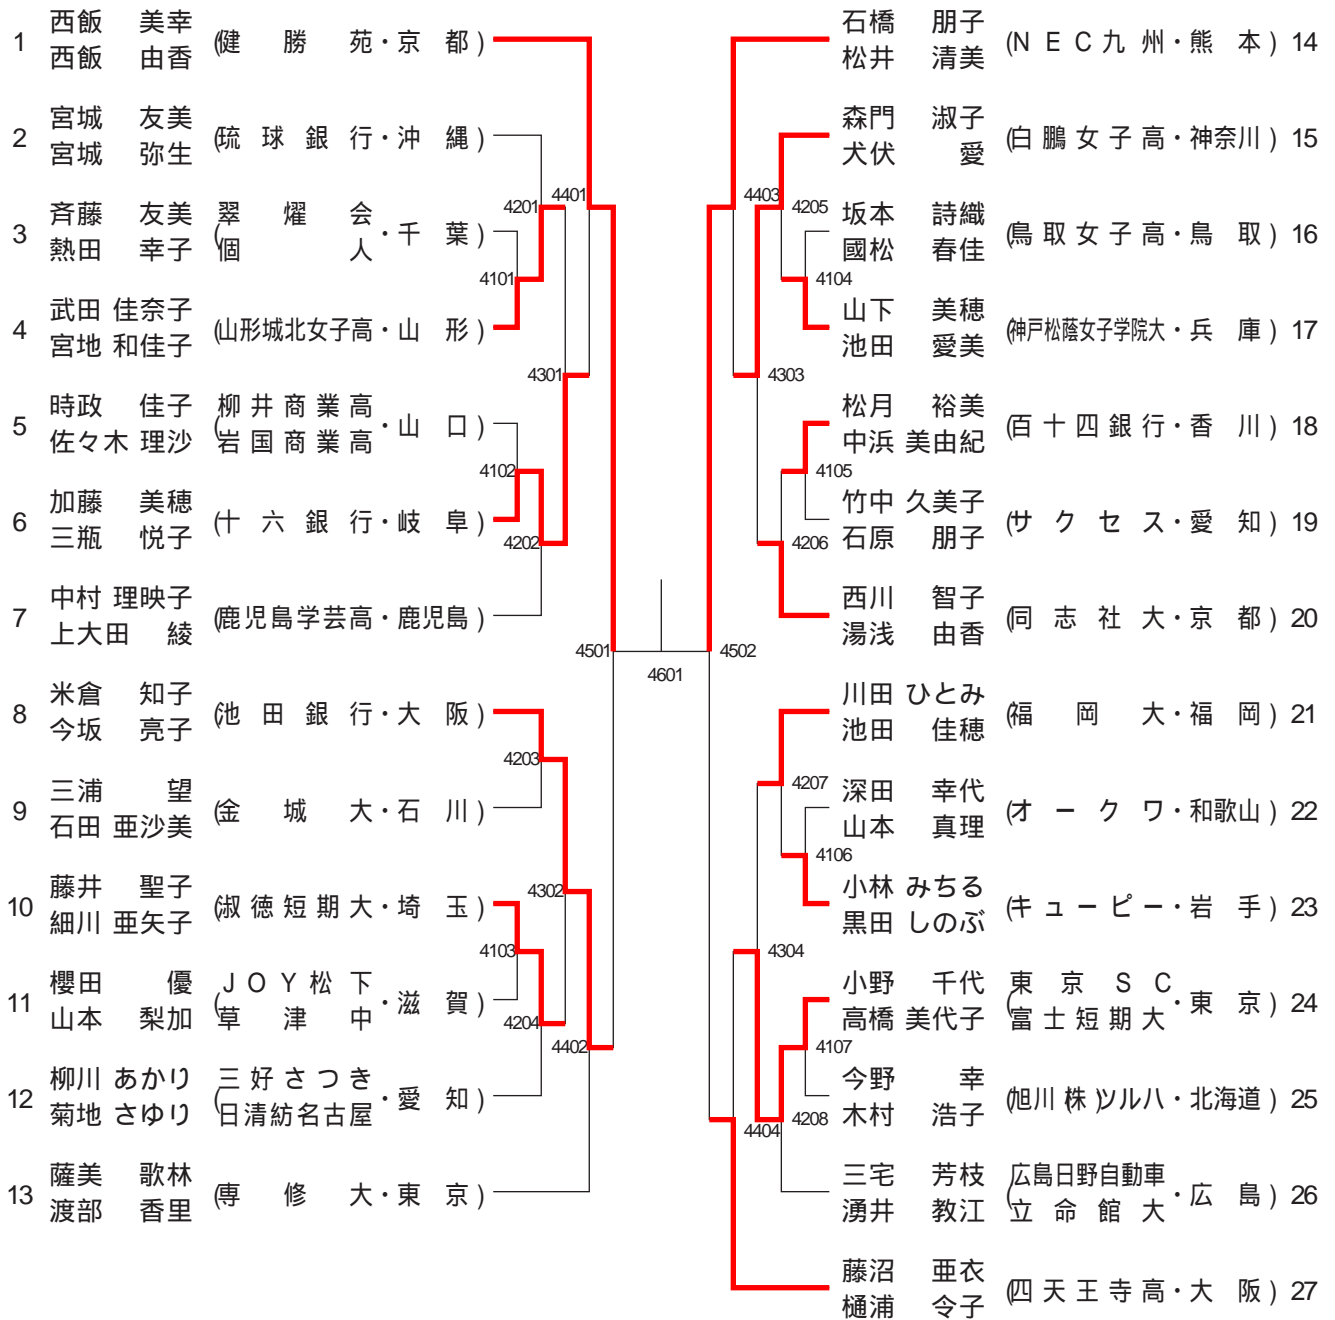 1 西飯 美幸 西飯 由香 (健勝苑・京都)
2 宮城 友美 宮城 弥生 (琉球銀行・沖縄)
3 斉藤 友美 熱田 幸子 (翠燿会 個人・千葉)
4 武田 佳奈子 宮地 和佳子 (山形城北女子高・山形)
5 時政 佳子 佐々木 理沙 (柳井商業高 岩国商業高・山口)
6 加藤 美穂 三瓶 悦子 (十六銀行・岐阜)
7 中村 理映子 上大田 綾 (鹿児島学芸高・鹿児島)
8 米倉 知子 今坂 亮子 (池田銀行・大阪)
9 三浦 望 石田 亜沙美 (金城大・石川)
10 藤井 聖子 細川 亜矢子 (淑徳短期大・埼玉)
11 櫻田 優 山本 梨加 (JOY松下 草津中・滋賀)
12 柳川 あかり 菊地 さゆり (三好さつき 日清紡名古屋・愛知)
13 薩美 歌林 渡部 香里 (専修大・東京)
4401
4201
4101
4301
4102
4202
4501
4203
4302
4103
4204
4402
4601
4502
4403
4205
4104
4303
4105
4206
4207
4106
4304
4107
4208
4404
石橋 朋子 松井 清美 (NEC九州・熊本) 14
森門 淑子 犬伏 愛 (白鵬女子高・神奈川) 15
坂本 詩織 國松 春佳 (鳥取女子高・鳥取) 16
山下 美穂 池田 愛美 (神戸松蔭女子学院大・兵庫) 17
松月 裕美 中浜 美由紀 (百十四銀行・香川) 18
竹中 久美子 石原 朋子 (サクセス・愛知) 19
西川 智子 湯浅 由香 (同志社大・京都) 20
川田 ひとみ 池田 佳穂 (福岡大・福岡) 21
深田 幸代 山本 真理 (オークワ・和歌山) 22
小林 みちる 黒田 しのぶ (キューピー・岩手) 23
小野 千代 高橋 美代子 (東京SC 富士短期大・東京) 24
今野 幸 木村 浩子 (旭川(株)ツルハ・北海道) 25
三宅 芳枝 湧井 教江 (広島日野自動車 立命館大・広島) 26
藤沼 亜衣 樋浦 令子 (四天王寺高・大阪) 27